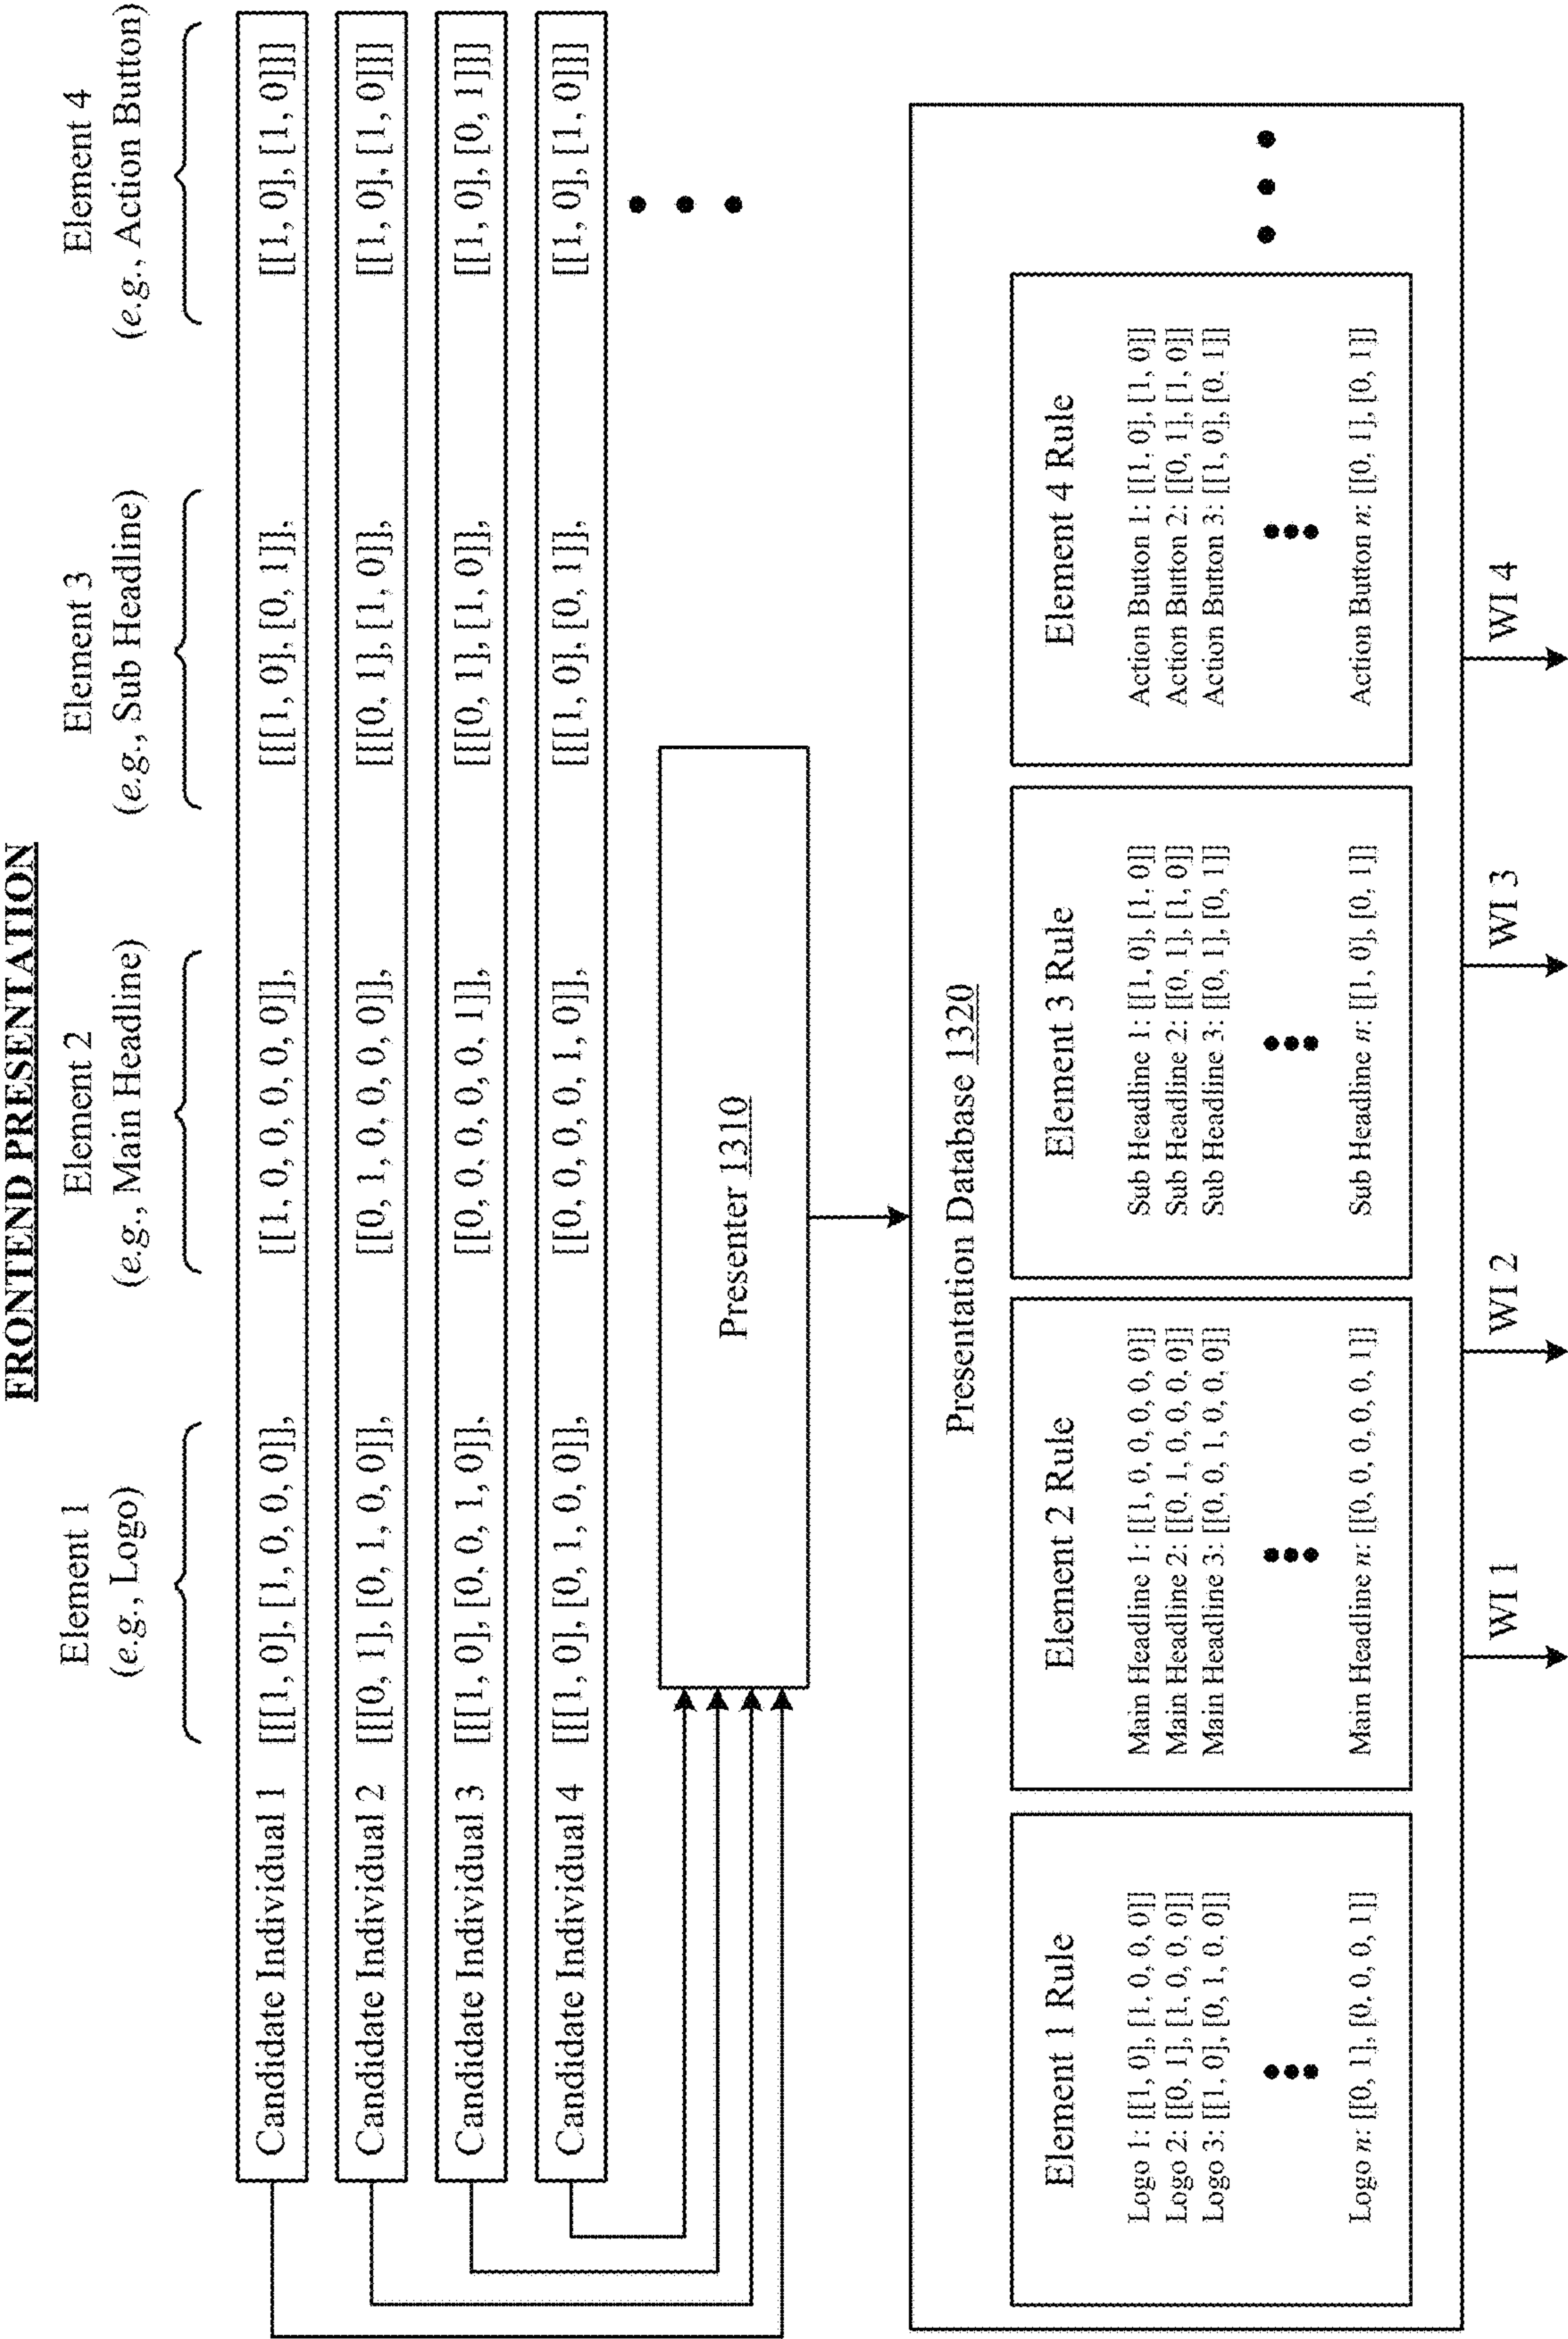 FRONTEND PRESENTATION
Element 1
(e.g., Logo)
Element 2
(e.g., Main Headline)
Element 3
(e.g., Sub Headline)
Element 4
(e.g., Action Button)
Candidate Individual 1 [[[[1, 0], [1, 0, 0, 0]], [[1, 0, 0, 0, 0, 0]], [[[[1, 0], [0, 1]], [[1, 0], [1, 0]]]]
Candidate Individual 2 [[[[0, 1], [0, 1, 0, 0]], [[0, 1, 0, 0, 0, 0]], [[[[0, 1], [1, 0]], [[1, 0], [1, 0]]]]
Candidate Individual 3 [[[[1, 0], [0, 0, 1, 0]], [[0, 0, 0, 0, 0, 1]], [[[[0, 1], [1, 0]], [[1, 0], [0, 1]]]]
Candidate Individual 4 [[[[1, 0], [0, 1, 0, 0]], [[0, 0, 0, 0, 1, 0]], [[[[1, 0], [0, 1]], [[1, 0], [1, 0]]]]
Presenter 1310
Presentation Database 1320
Element 1 Rule
Logo 1: [[1, 0], [1, 0, 0, 0]]
Logo 2: [[0, 1], [1, 0, 0, 0]]
Logo 3: [[1, 0], [0, 1, 0, 0]]
Logo n: [[0, 1], [0, 0, 0, 1]]
Element 2 Rule
Main Headline 1: [[1, 0, 0, 0, 0, 0]]
Main Headline 2: [[0, 1, 0, 0, 0, 0]]
Main Headline 3: [[0, 0, 1, 0, 0, 0]]
Main Headline n: [[0, 0, 0, 0, 0, 1]]
Element 3 Rule
Sub Headline 1: [[1, 0], [1, 0]]
Sub Headline 2: [[0, 1], [1, 0]]
Sub Headline 3: [[0, 1], [0, 1]]
Sub Headline n: [[1, 0], [0, 1]]
Element 4 Rule
Action Button 1: [[1, 0], [1, 0]]
Action Button 2: [[0, 1], [1, 0]]
Action Button 3: [[1, 0], [0, 1]]
Action Button n: [[0, 1], [0, 1]]
WI 1
WI 2
WI 3
WI 4